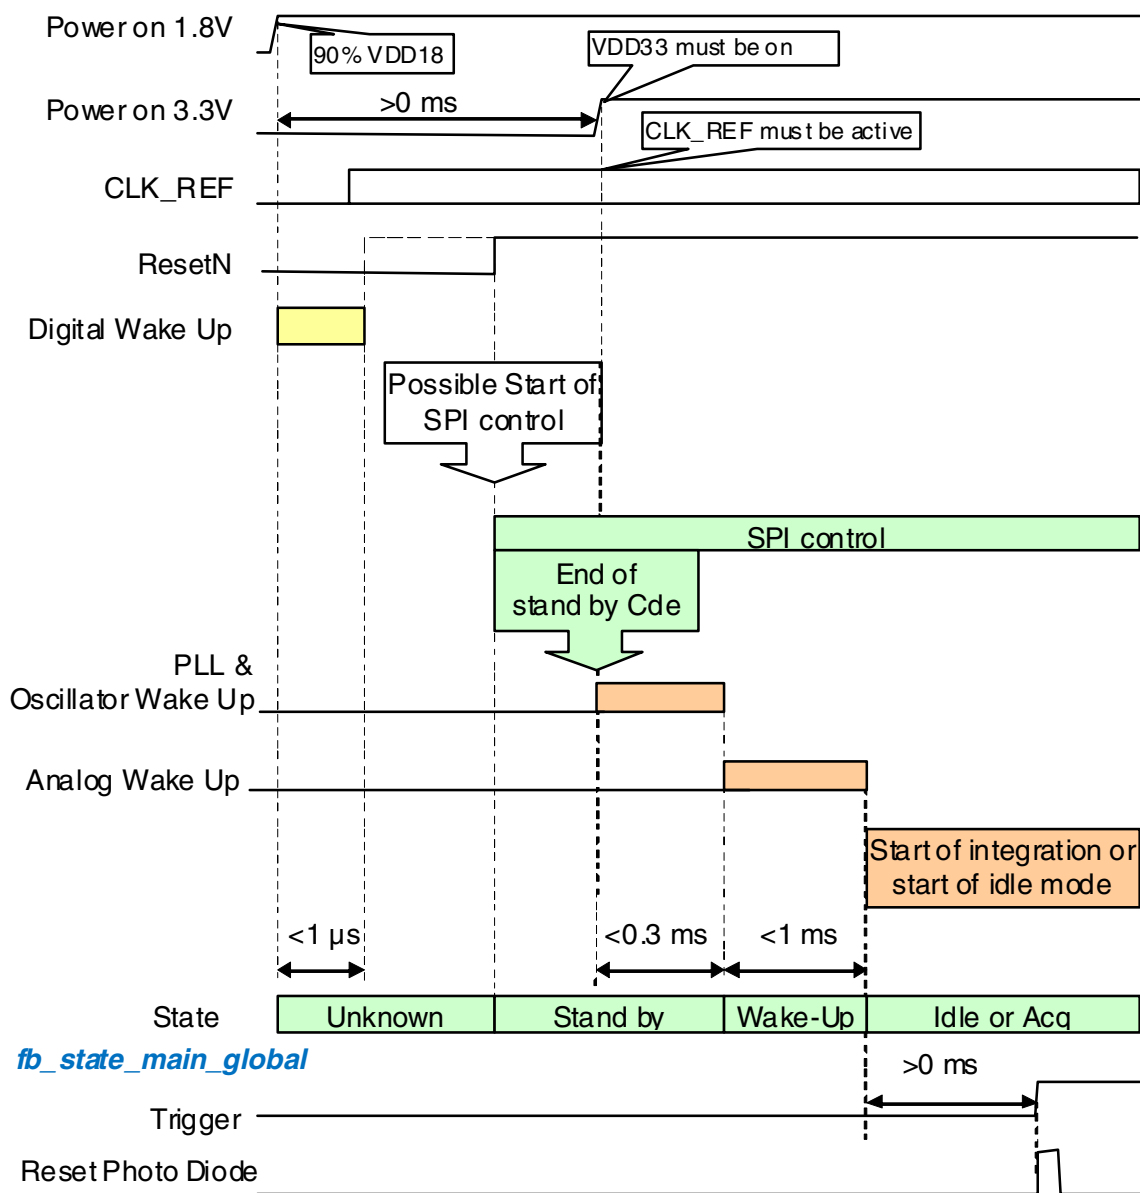 Power on 1.8V
90% VDD18
VDD33 must be on
Power on 3.3V
>0 ms
CLK_REF must be active
CLK_REF
ResetN
Digital Wake Up
Possible Start of
SPI control
SPI control
End of
stand by Cde
PLL &
Oscillator Wake Up
Analog Wake Up
Start of integration or
start of idle mode
<1 µs
<0.3 ms
<1 ms
State
Unknown
Stand by
Wake-Up
Idle or Acq
fb_state_main_global
>0 ms
Trigger
Reset Photo Diode